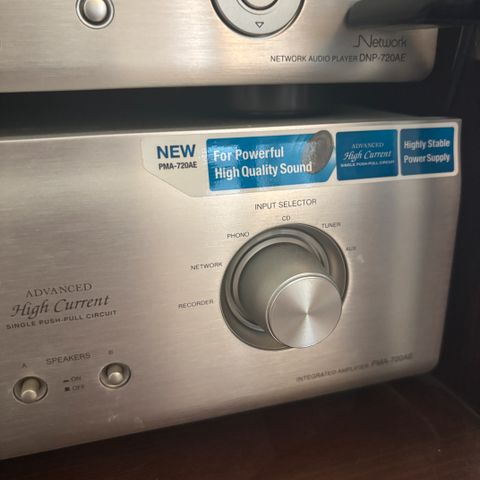 Network
NETWORK AUDIO PLAYER DNP-720AE
NEW
PMA-720AE
For Powerful
High Quality Sound
ADVANCED
High Current
SINGLE PUSH-PULL CIRCUIT
Highly Stable
Power Supply
INPUT SELECTOR
CD
PHONO
TUNER
NETWORK
AUX
RECORDER
ADVANCED
High Current
SINGLE PUSH-PULL CIRCUIT
A SPEAKERS B
ON
OFF
INTEGRATED AMPLIFIER PMA-720AE